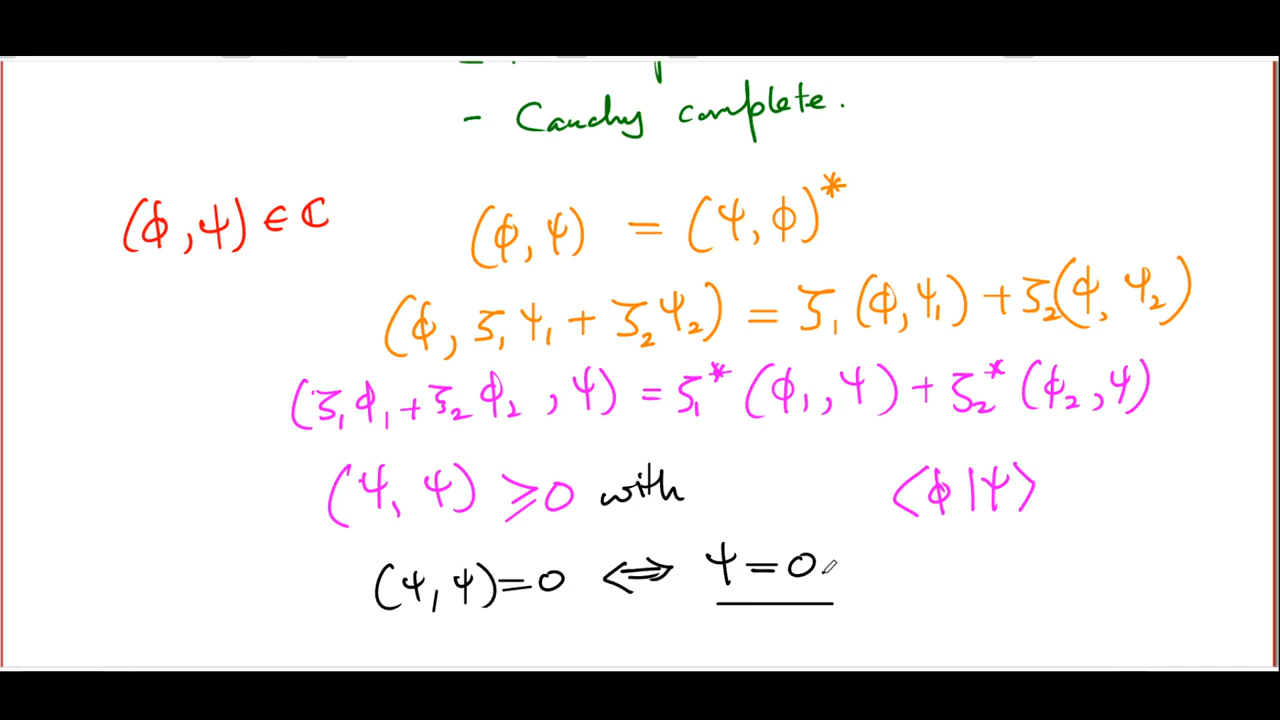 - Cauchy complete.
(ϕ, ψ) ∈ ℂ (ϕ, ψ) = (ψ, ϕ)*
(ϕ, ζ₁ψ₁ + ζ₂ψ₂) = ζ₁(ϕ, ψ₁) + ζ₂(ϕ, ψ₂)
(ζ₁ϕ₁ + ζ₂ϕ₂, ψ) = ζ₁*(ϕ₁, ψ) + ζ₂*(ϕ₂, ψ)
(ψ, ψ) ⩾ 0 with ⟨ϕ|ψ⟩
(ψ, ψ) = 0 ⟺ ψ = 0